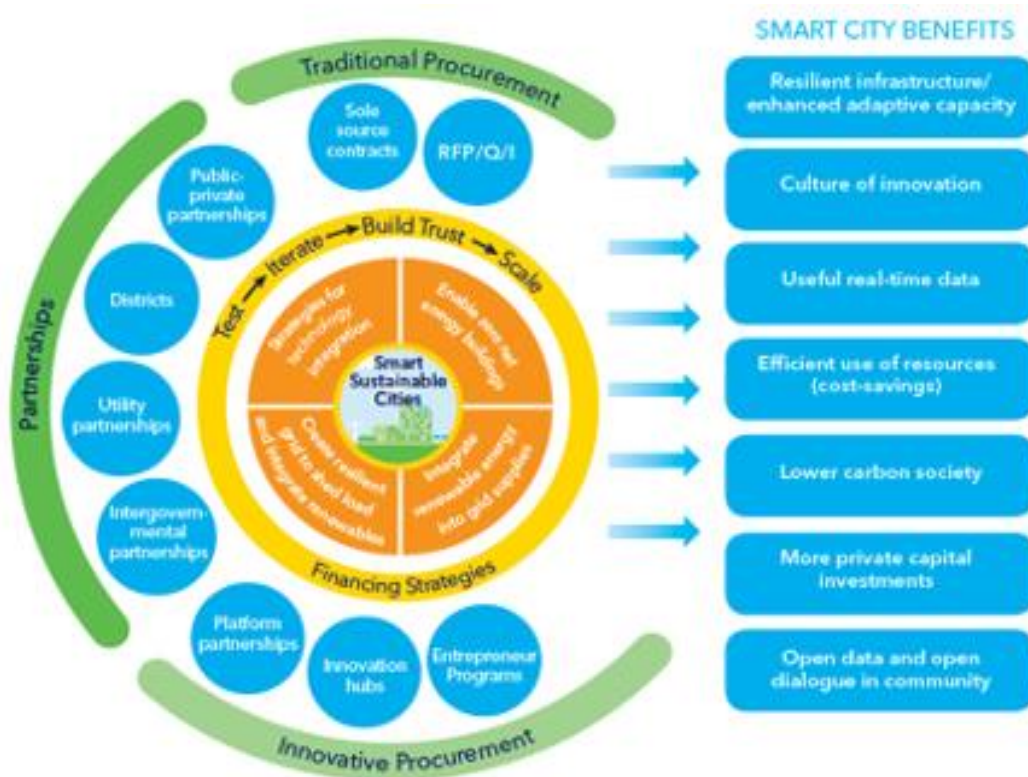 SMART CITY BENEFITS
Traditional Procurement
Sole
source
contracts
RFP/Q/I
Partnerships
Public-
private
partnerships
Districts
Utility
partnerships
Intergovern-
mental
partnerships
Platform
partnerships
Innovation
hubs
Entrepreneur
Programs
Innovative Procurement
Test → Iterate → Build Trust → Scale
Financing Strategies
Strategies for
technology
integration
Enable zero net
energy buildings
Smart
Sustainable
Cities
Create resilient
grid to shed load
and integrate renewables
Integrate
renewable energy
into grid supplies
Resilient infrastructure/
enhanced adaptive capacity
Culture of innovation
Useful real-time data
Efficient use of resources
(cost-savings)
Lower carbon society
More private capital
investments
Open data and open
dialogue in community